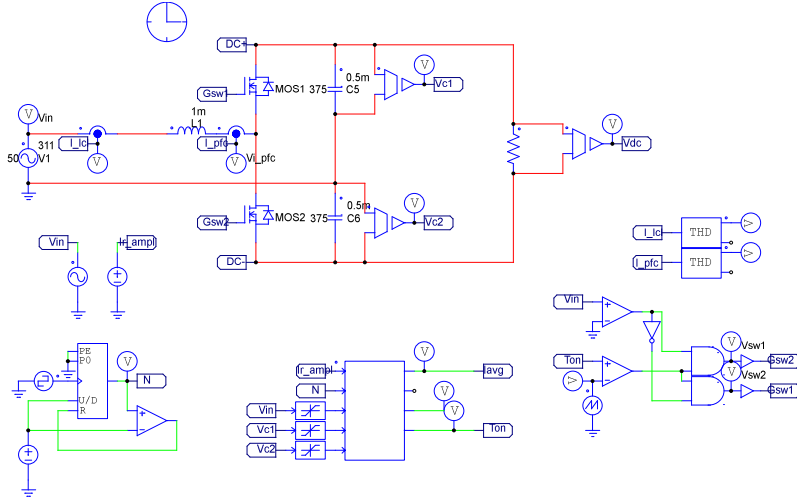 DC+
Gsw1
MOS1
375
0.5m
C5
V
Vc1
V
Vin
1m
L1
I_lc
V
I_pfc
V
Vi_pfc
50
311
V1
V
Vdc
Gsw2
MOS2
375
0.5m
C6
V
Vc2
DC-
Vin
Ir_ampl
I_lc
THD
V
I_pfc
THD
V
Vin
Ton
V
V
Vsw1
Gsw2
V
Vsw2
Gsw1
PE
P0
U/D
R
V
N
Ir_ampl
N
Vin
Vc1
Vc2
V
Iavg
V
V
Ton